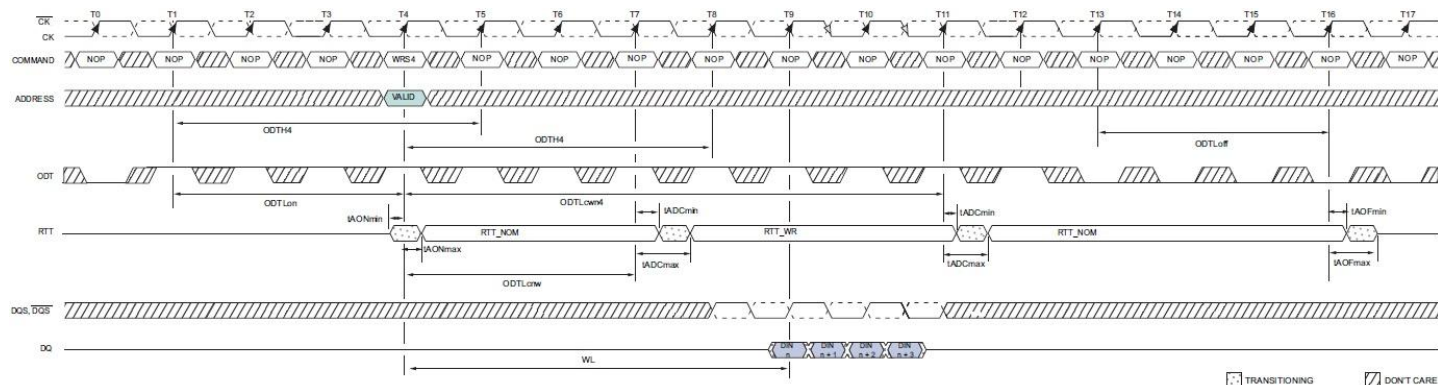 T0 T1 T2 T3 T4 T5 T6 T7 T8 T9 T10 T11 T12 T13 T14 T15 T16 T17
CK
CK
COMMAND NOP NOP NOP NOP WRS4 NOP NOP NOP NOP NOP NOP NOP NOP NOP NOP NOP NOP NOP
ADDRESS VALID
ODTH4
ODTH4
ODTLoff
ODT
ODTLon
ODTLcwn4
tAONmin
tADCmin
tADCmin
tAOFmin
RTT RTT_NOM RTT_WR RTT_NOM
tAONmax
tADCmax
tADCmax
tAOFmax
ODTLcnw
DQS, DQS
DQ DIN n DIN n + 1 DIN n + 2 DIN n + 3
WL
TRANSITIONING DON'T CARE